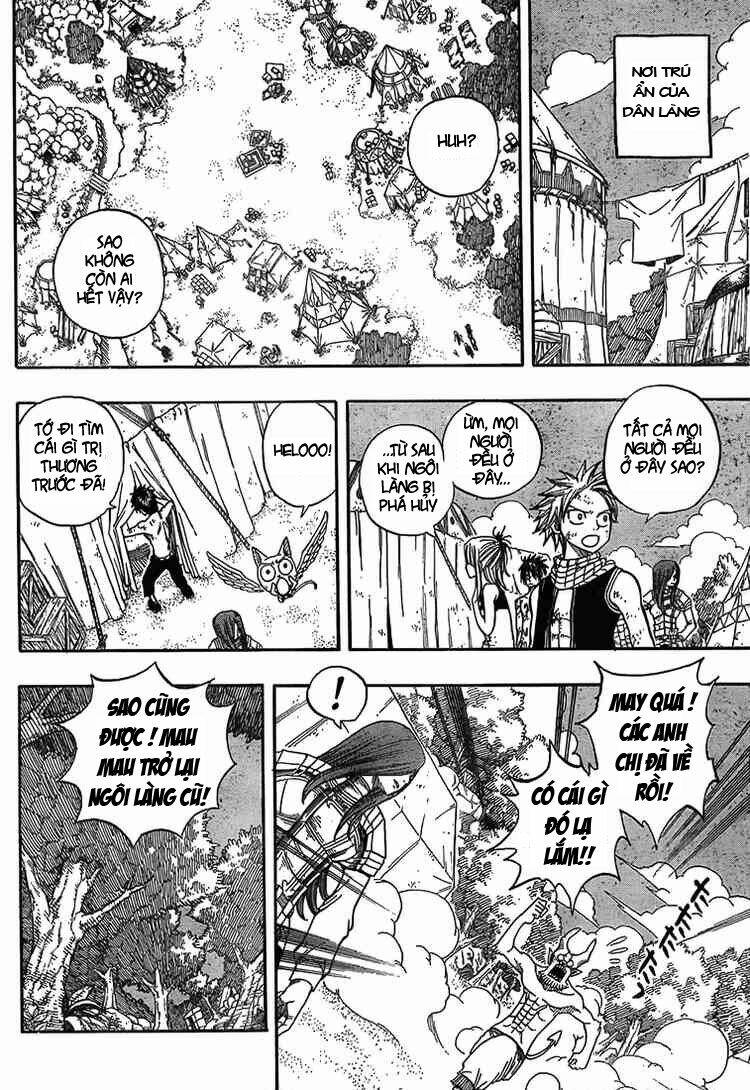 NƠI TRÚ
ẨN CỦA
DÂN LÀNG
HUH?
SAO
KHÔNG
CÒN AI
HẾT VẬY?
TẤT CẢ MỌI
NGƯỜI ĐỀU
Ở ĐÂY SAO?
ỪM, MỌI
NGƯỜI
ĐỀU Ở
ĐÂY...
...TỪ SAU
KHI NGÔI
LÀNG BỊ
PHÁ HỦY
HELOOO!
TỚ ĐI TÌM
CÁI GÌ TRỊ
THƯƠNG
TRƯỚC ĐÃ!
MAY QUÁ !
CÁC ANH
CHỊ ĐÃ VỀ
RỒI!
CÓ CÁI GÌ
ĐÓ LẠ
LẮM!!
!
SAO CŨNG
ĐƯỢC ! MAU
MAU TRỞ LẠI
NGÔI LÀNG CŨ!